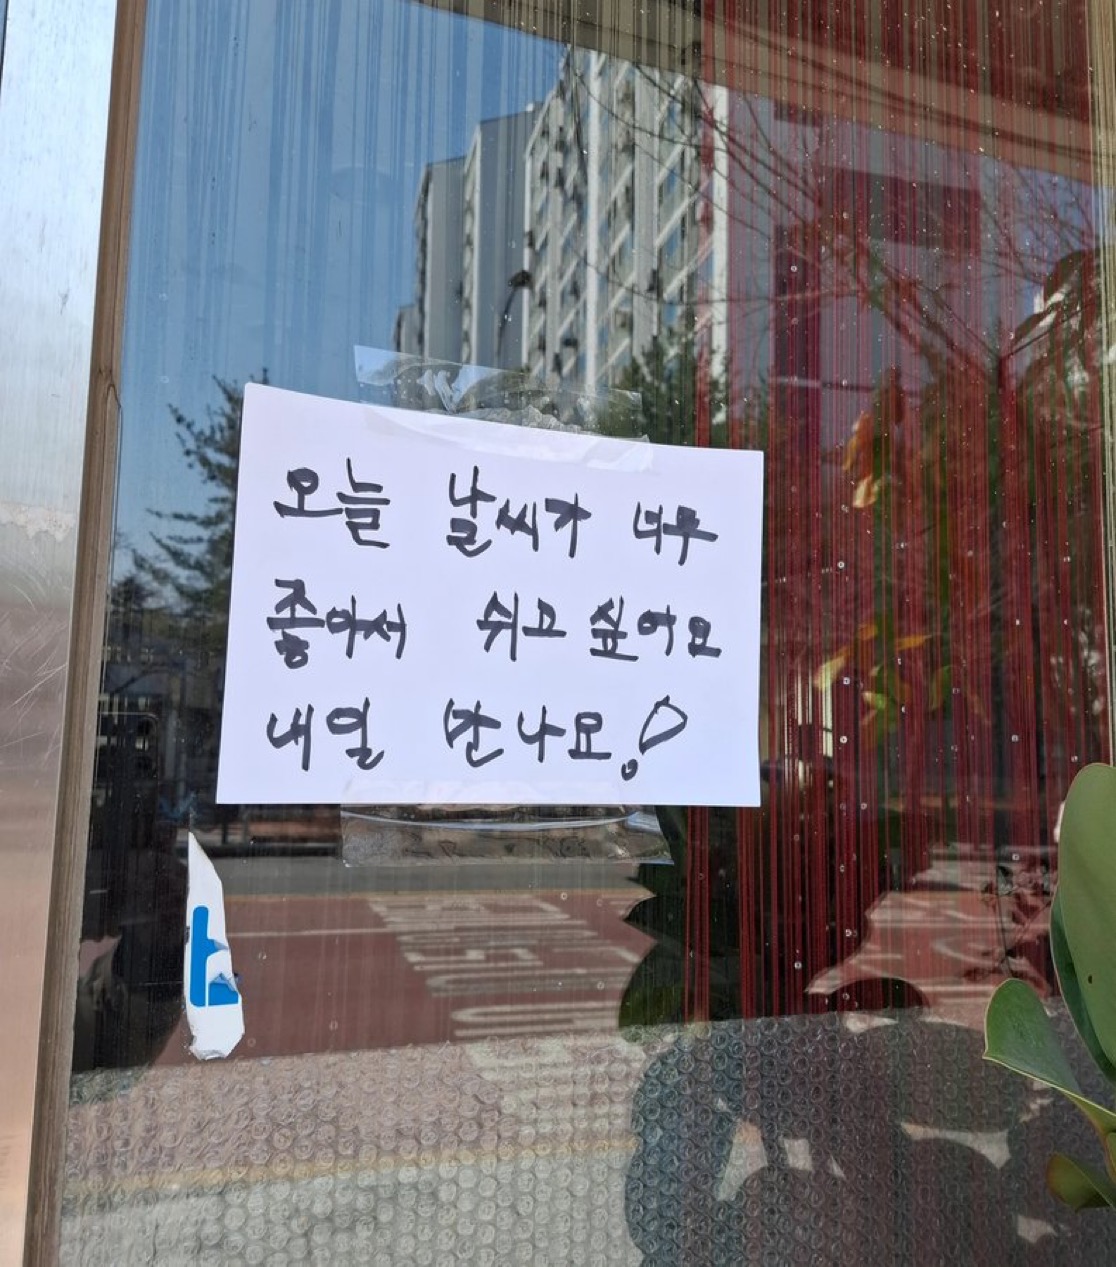 오늘 날씨가 너무
좋아서 쉬고 싶어요
내일 만나요!